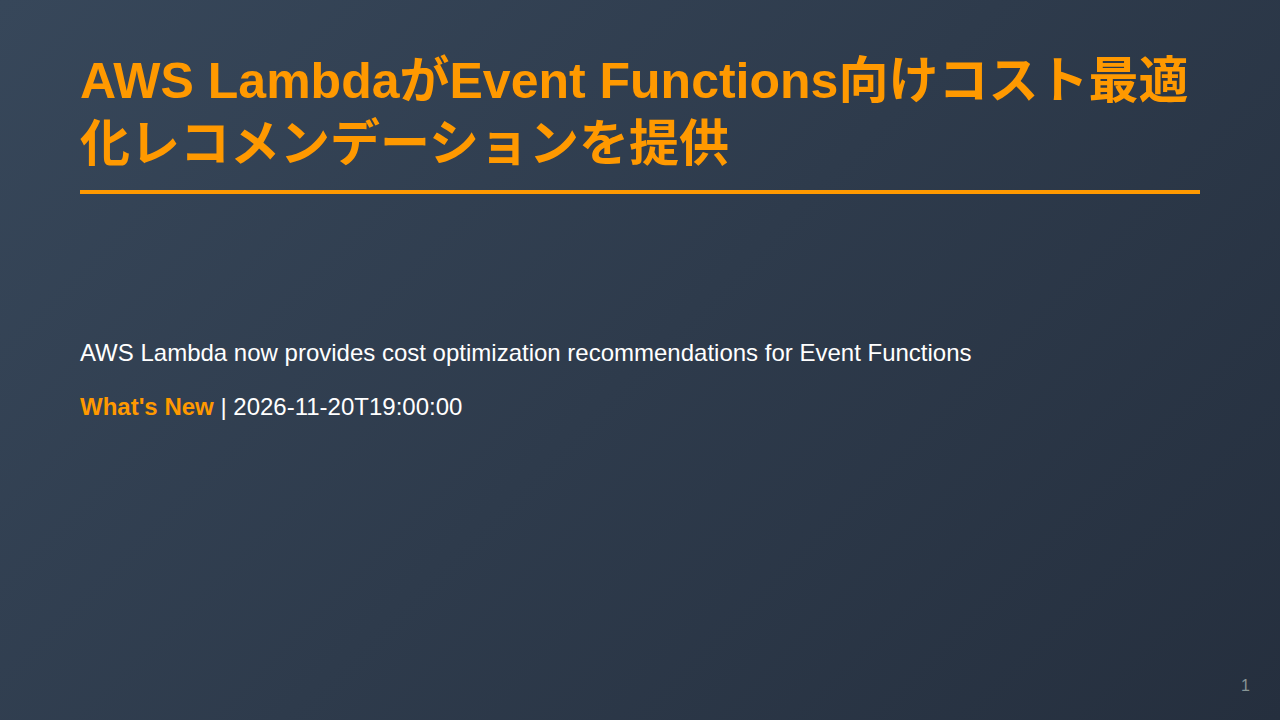 AWS LambdaがEvent Functions向けコスト最適
化レコメンデーションを提供
AWS Lambda now provides cost optimization recommendations for Event Functions
What's New | 2026-11-20T19:00:00
1